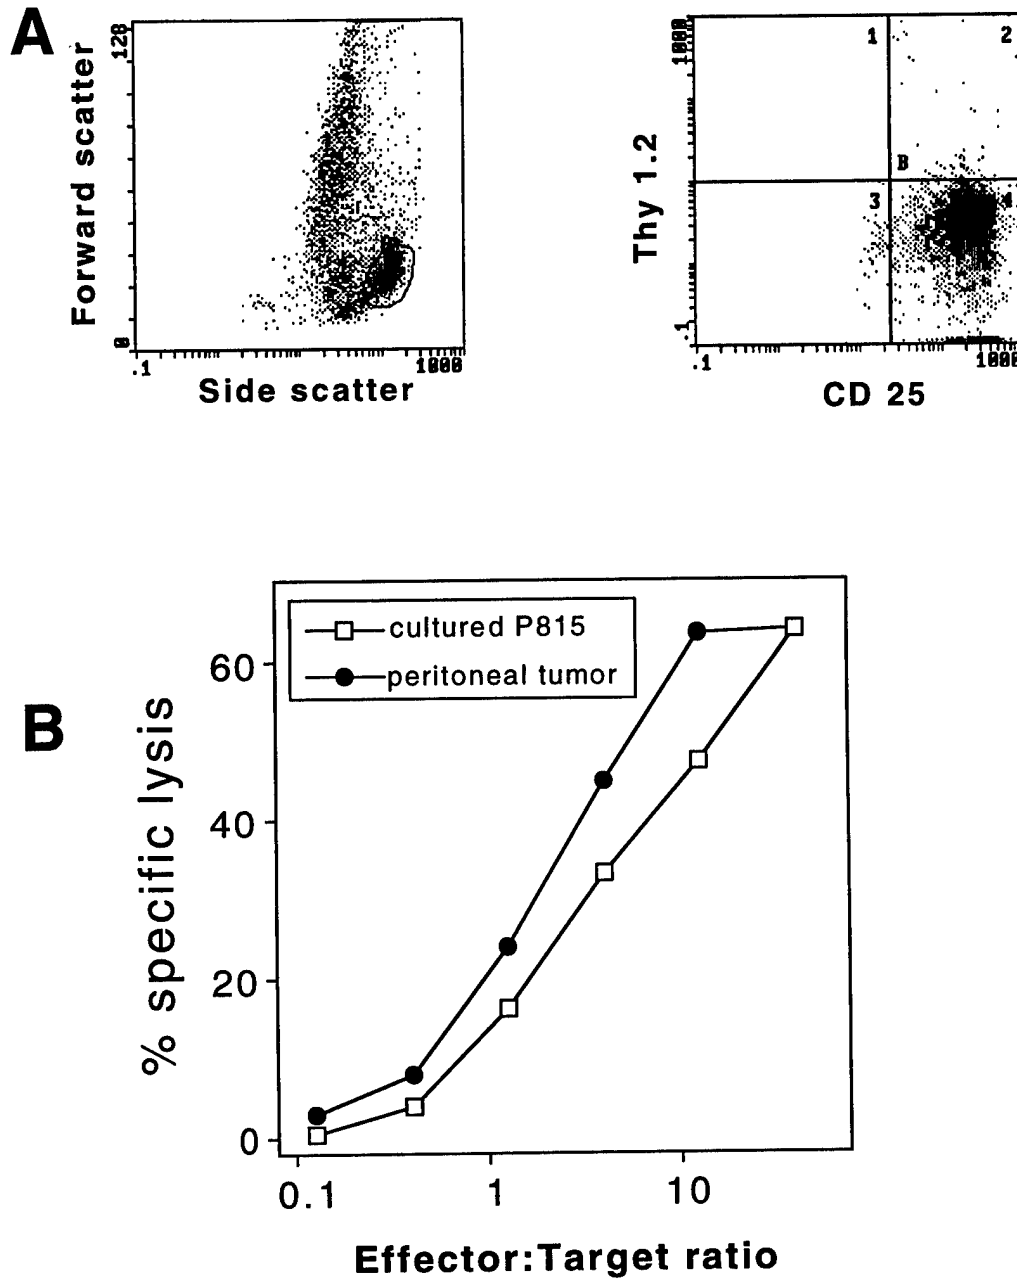 A
128
Forward scatter
0
.1
1000
Side scatter
1000
Thy 1.2
1
1
2
B
3
4
.1
1000
CD 25
B
cultured P815
peritoneal tumor
60
40
20
0
% specific lysis
0.1
1
10
Effector:Target ratio